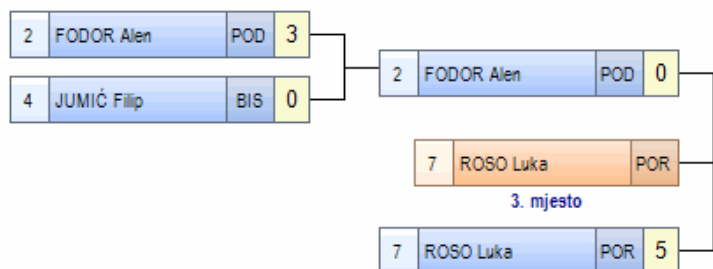 2 FODOR Alen POD 3
4 JUMIĆ Filip BIS 0
2 FODOR Alen POD 0
7 ROSO Luka POR
3. mjesto
7 ROSO Luka POR 5